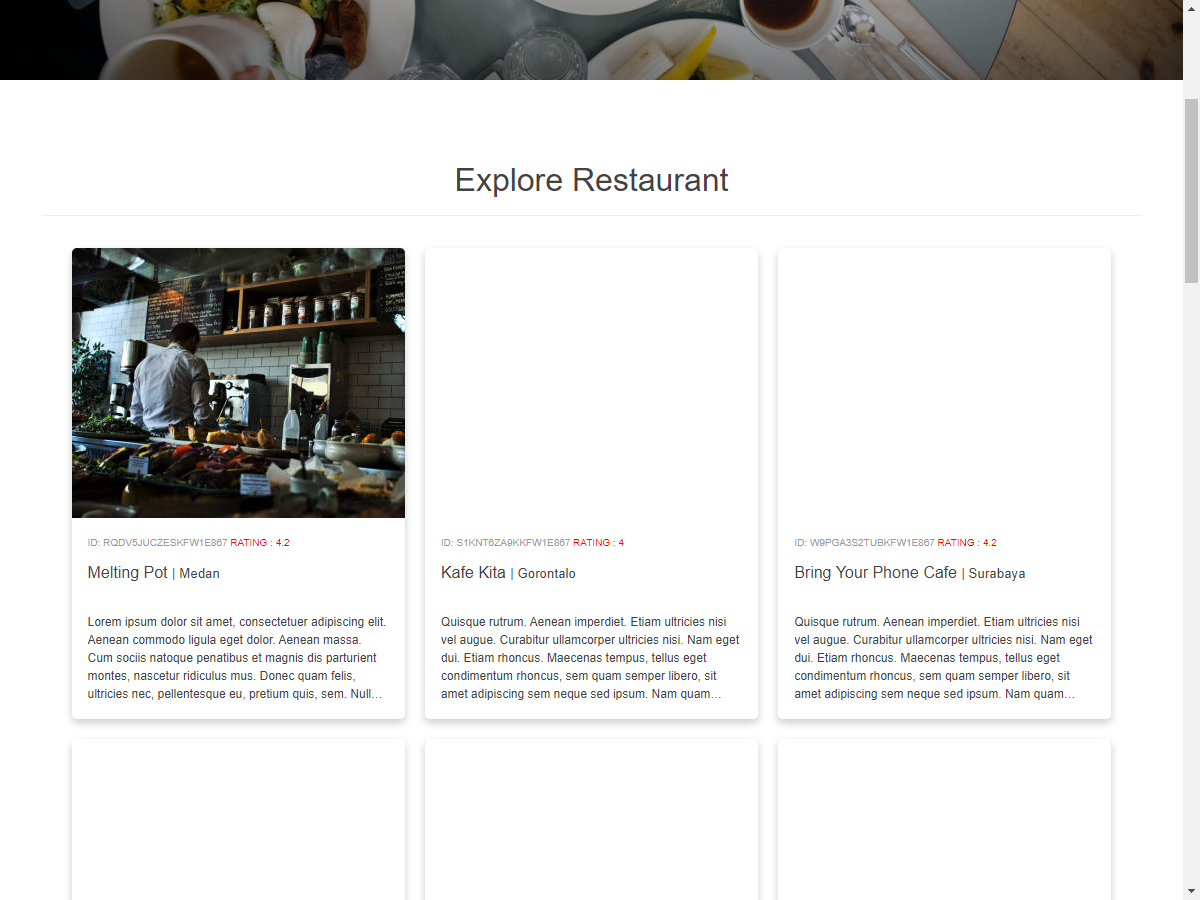 Explore Restaurant
ID: RQDV5JUCZESKFW1E867 RATING : 4.2
Melting Pot | Medan
Lorem ipsum dolor sit amet, consectetuer adipiscing elit.
Aenean commodo ligula eget dolor. Aenean massa.
Cum sociis natoque penatibus et magnis dis parturient
montes, nascetur ridiculus mus. Donec quam felis,
ultricies nec, pellentesque eu, pretium quis, sem. Null...
ID: S1KNT6ZA9KKFW1E867 RATING : 4
Kafe Kita | Gorontalo
Quisque rutrum. Aenean imperdiet. Etiam ultricies nisi
vel augue. Curabitur ullamcorper ultricies nisi. Nam eget
dui. Etiam rhoncus. Maecenas tempus, tellus eget
condimentum rhoncus, sem quam semper libero, sit
amet adipiscing sem neque sed ipsum. Nam quam...
ID: W9PGA3S2TUBKFW1E867 RATING : 4.2
Bring Your Phone Cafe | Surabaya
Quisque rutrum. Aenean imperdiet. Etiam ultricies nisi
vel augue. Curabitur ullamcorper ultricies nisi. Nam eget
dui. Etiam rhoncus. Maecenas tempus, tellus eget
condimentum rhoncus, sem quam semper libero, sit
amet adipiscing sem neque sed ipsum. Nam quam...